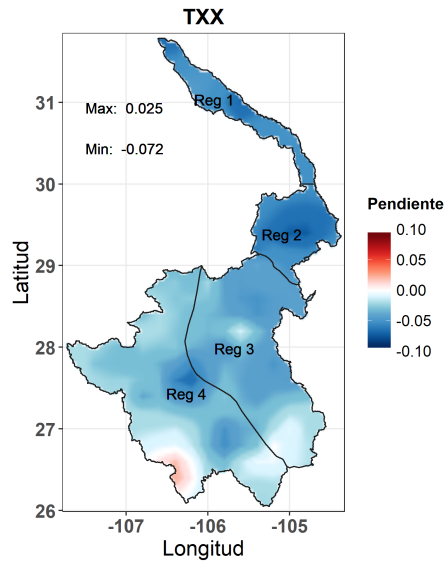 TXX
Max: 0.025
Min: -0.072
Reg 1
Reg 2
Reg 3
Reg 4
31
30
29
28
27
26
Latitud
-107
-106
-105
Longitud
Pendiente
0.10
0.05
0.00
-0.05
-0.10